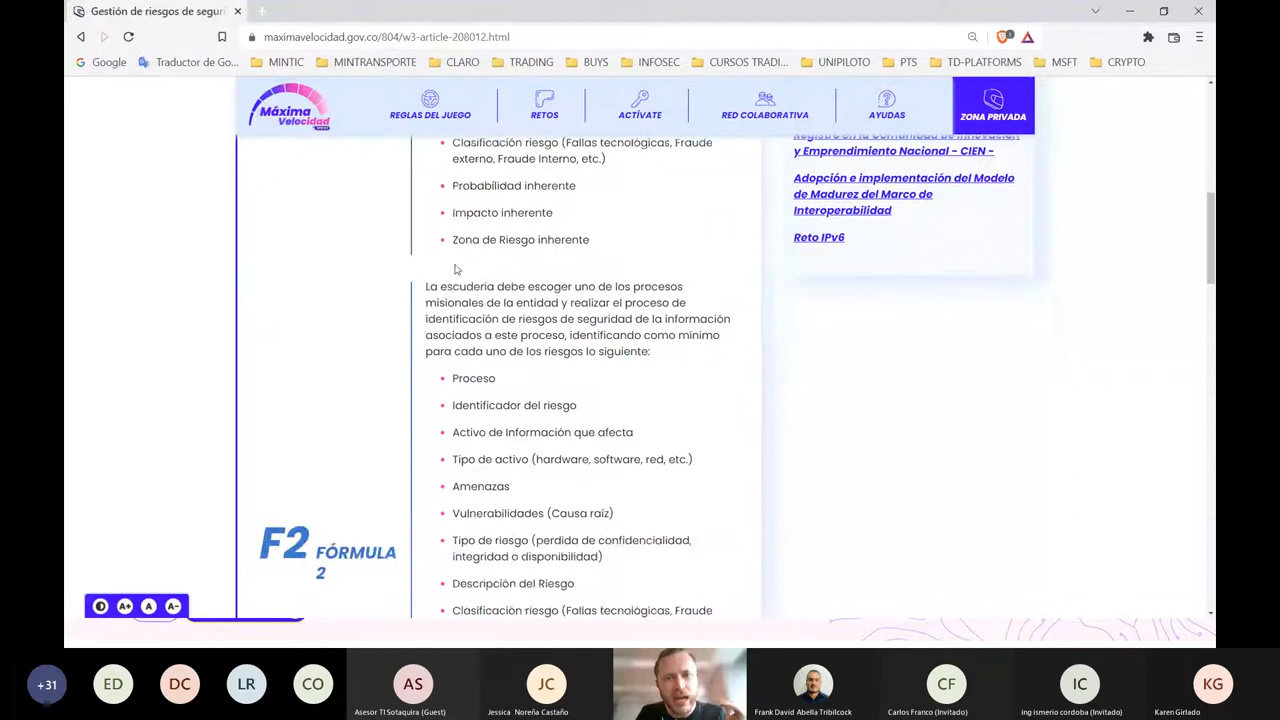 Gestión de riesgos de seguri
maximavelocidad.gov.co/804/w3-article-208012.html
1
Google
Traductor de Go...
MINTIC
MINTRANSPORTE
CLARO
TRADING
BUYS
INFOSEC
CURSOS TRADI...
UNIPILOTO
PTS
TD-PLATFORMS
MSFT
CRYPTO
Máxima
Velocidad
REGLAS DEL JUEGO
RETOS
ACTÍVATE
RED COLABORATIVA
AYUDAS
ZONA PRIVADA
Clasificación riesgo (Fallas tecnológicas, Fraude
externo, Fraude Interno, etc.)
Probabilidad inherente
Impacto inherente
Zona de Riesgo inherente
La escudería debe escoger uno de los procesos
misionales de la entidad y realizar el proceso de
identificación de riesgos de seguridad de la información
asociados a este proceso, identificando como mínimo
para cada uno de los riesgos lo siguiente:
Proceso
Identificador del riesgo
Activo de Información que afecta
Tipo de activo (hardware, software, red, etc.)
Amenazas
Vulnerabilidades (Causa raíz)
Tipo de riesgo (perdida de confidencialidad,
integridad o disponibilidad)
Descripción del Riesgo
Clasificación riesgo (Fallas tecnológicas, Fraude
F2 FÓRMULA
2
Registro en la Comunidad de Innovación
y Emprendimiento Nacional - CIEN -
Adopción e implementación del Modelo
de Madurez del Marco de
Interoperabilidad
Reto IPv6
A+
A
A-
+31
ED
DC
LR
CO
AS
Asesor TI Sotaquira (Guest)
JC
Jessica Noreña Castaño
Frank David Abella Tribilcock
CF
Carlos Franco (Invitado)
IC
ing ismerio cordoba (Invitado)
KG
Karen Girlado